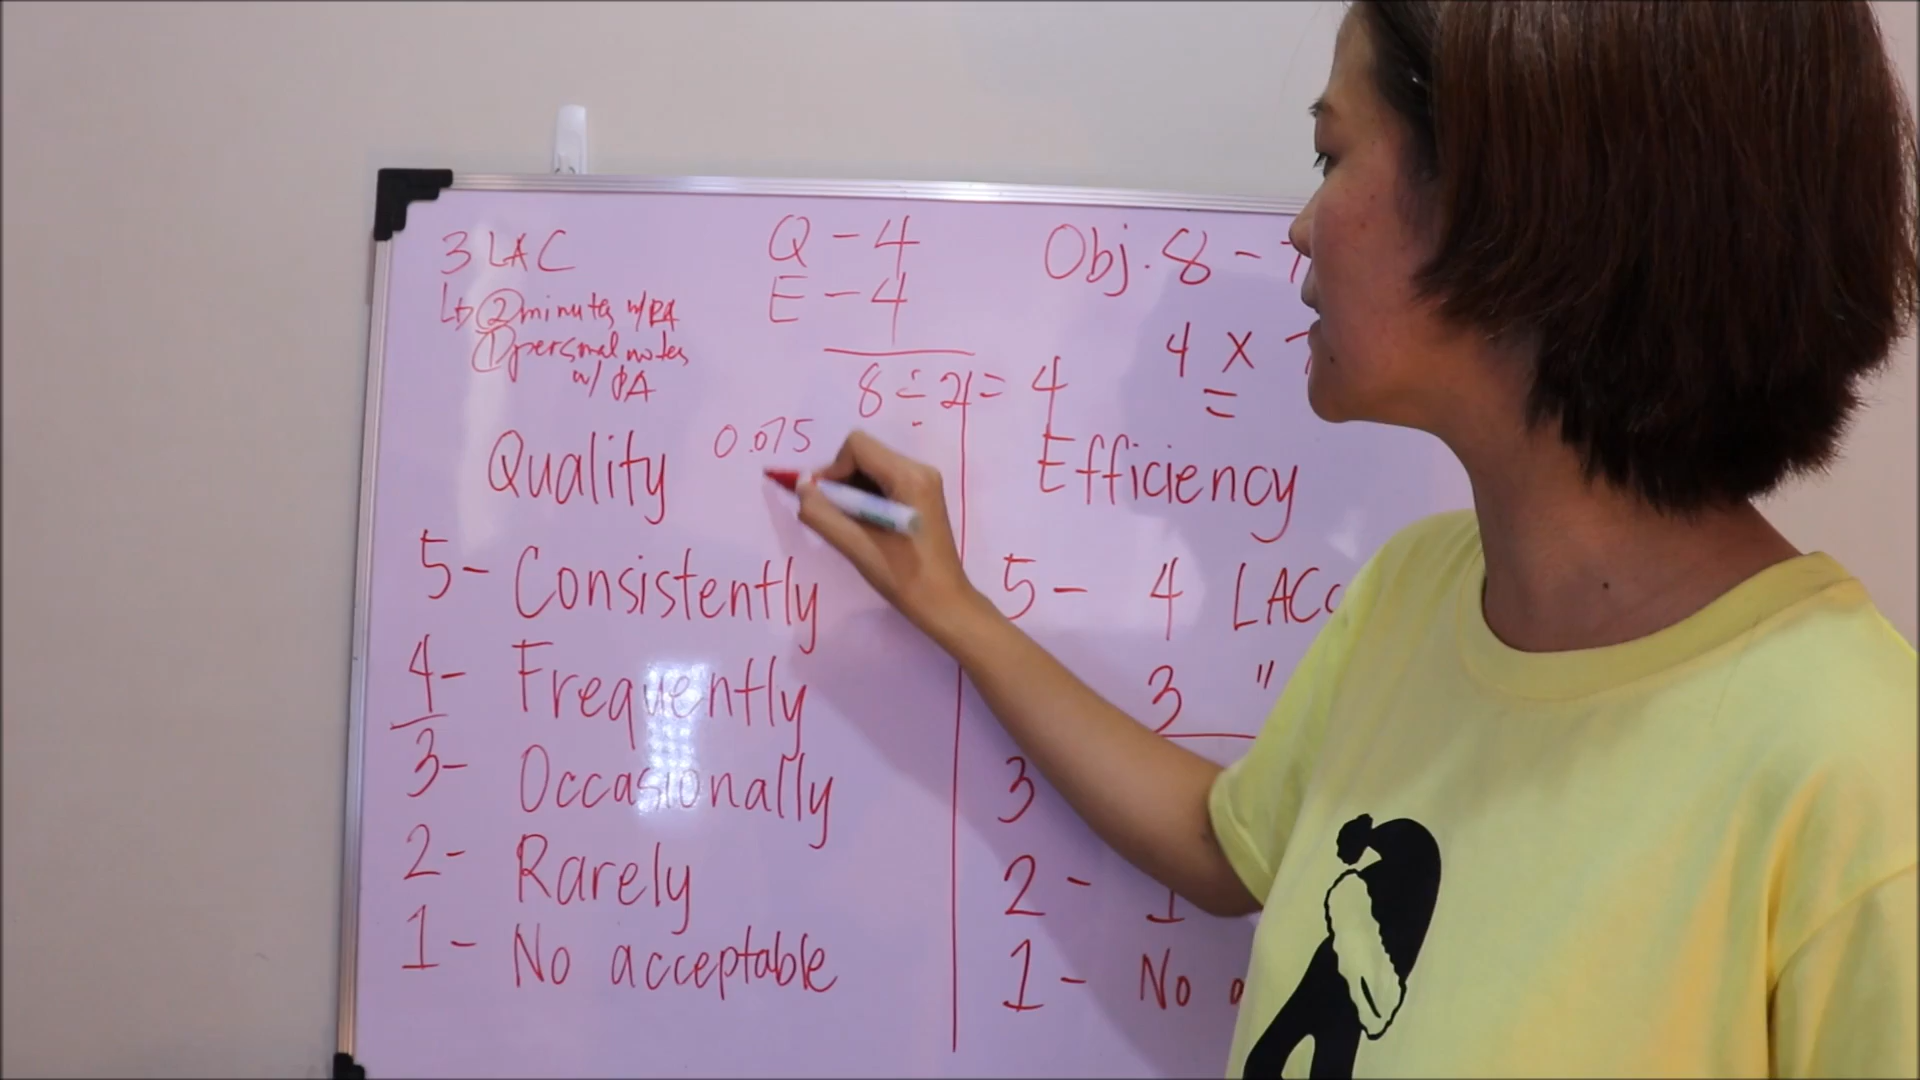 3 LAC
② minutes w/ PA
① personal notes
w/ PA
Q - 4
E - 4
8 ÷ 2 = 4
Obj. 8 -
4 X
=
Quality
0.075
5 - Consistently
4 - Frequently
3 - Occasionally
2 - Rarely
1 - No acceptable
Efficiency
5 - 4 LACs
3 "
3
2 - 1
1 - No